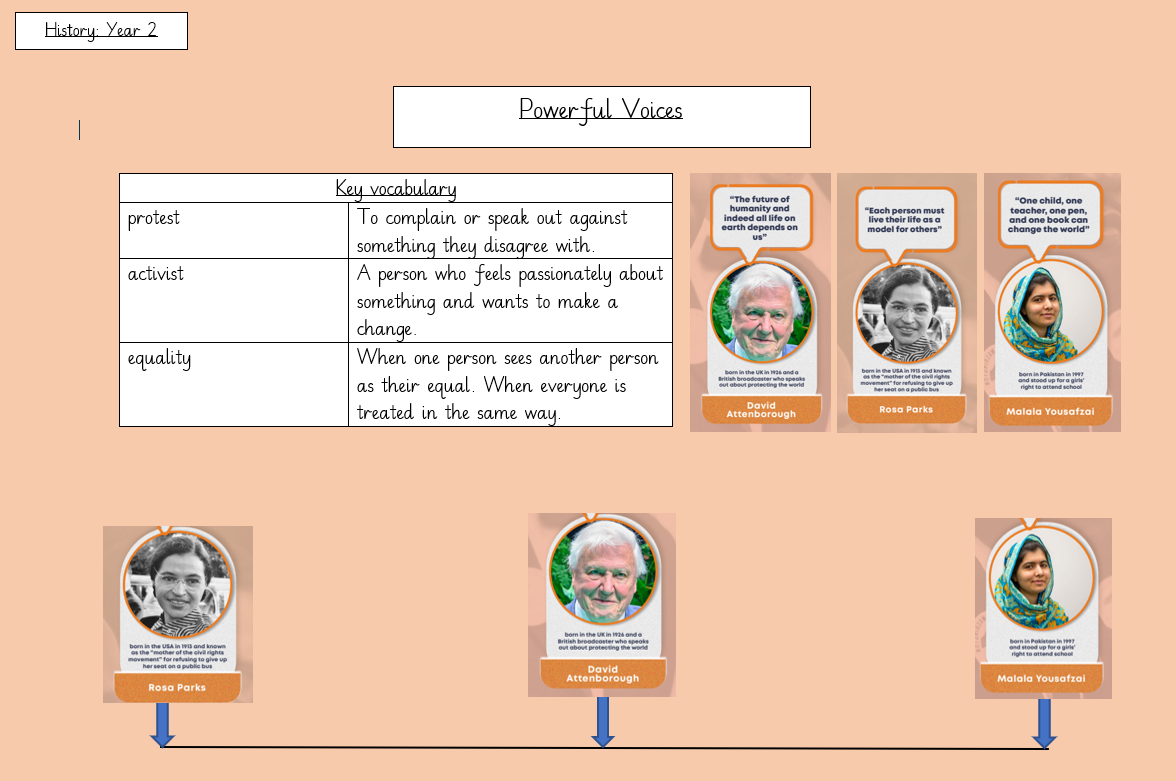 History: Year 2
Powerful Voices
Key vocabulary
protest
To complain or speak out against
something they disagree with.
activist
A person who feels passionately about
something and wants to make a
change.
equality
When one person sees another person
as their equal. When everyone is
treated in the same way.
“The future of
humanity and
indeed all life on
earth depends on
us”
born in the UK in 1926 and a
British broadcaster who speaks
out about protecting the world
David
Attenborough
“Each person must
live their life as a
model for others”
born in the USA in 1913 and known
as the “mother of the civil rights
movement” for refusing to give up
her seat on a public bus
Rosa Parks
“One child, one
teacher, one pen,
and one book can
change the world”
born in Pakistan in 1997
and stood up for a girls'
right to attend school
Malala Yousafzai
born in the USA in 1913 and known
as the “mother of the civil rights
movement” for refusing to give up
her seat on a public bus
Rosa Parks
born in the UK in 1926 and a
British broadcaster who speaks
out about protecting the world
David
Attenborough
born in Pakistan in 1997
and stood up for a girls'
right to attend school
Malala Yousafzai